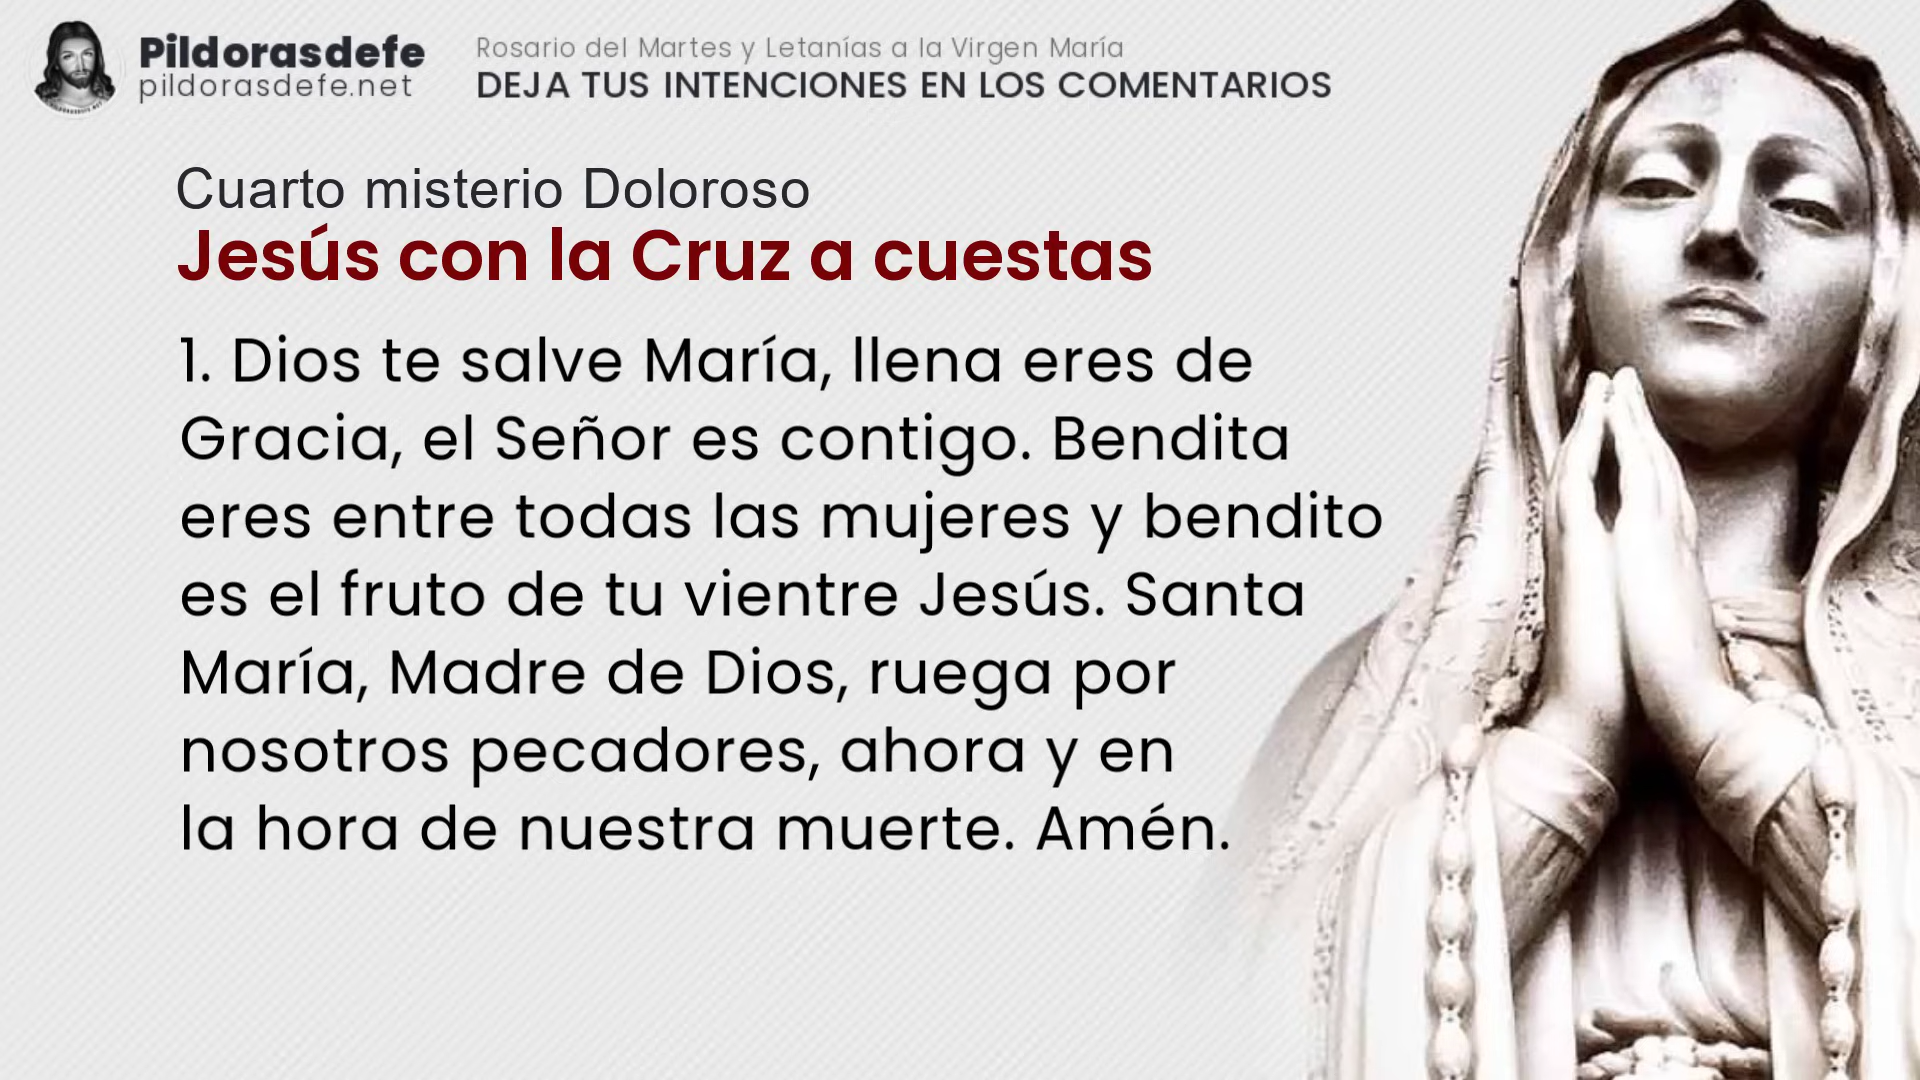 Pildorasdefe
pildorasdefe.net
Rosario del Martes y Letanías a la Virgen María
DEJA TUS INTENCIONES EN LOS COMENTARIOS
Cuarto misterio Doloroso
Jesús con la Cruz a cuestas
1. Dios te salve María, llena eres de
Gracia, el Señor es contigo. Bendita
eres entre todas las mujeres y bendito
es el fruto de tu vientre Jesús. Santa
María, Madre de Dios, ruega por
nosotros pecadores, ahora y en
la hora de nuestra muerte. Amén.